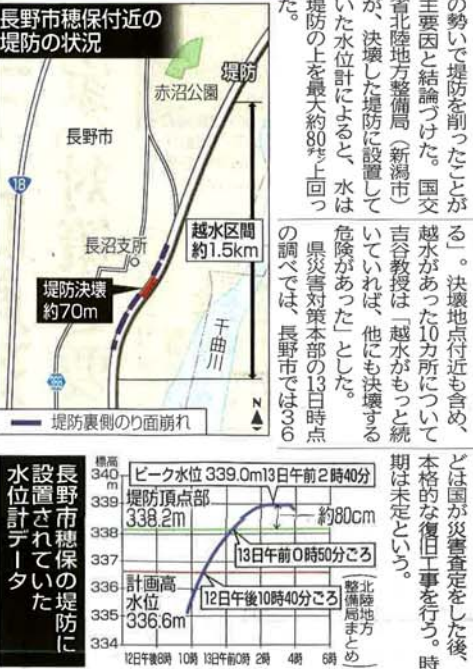 長野市穂保付近の
堤防の状況
堤防
赤沼公園
長野市
18
長沼支所
越水区間
約1.5km
堤防決壊
約70m
千曲川
N
堤防裏側のり面崩れ
の勢いで堤防を削ったことが
主要因と結論づけた。国交
省北陸地方整備局（新潟市）
が、決壊した堤防に設置して
いた水位計によると、水は
堤防の上を最大約80㌢上回っ
た。
る」。決壊地点付近も含め、
越水があった10カ所について
吉谷教授は「越水がもっと続
いていれば、他にも決壊する
危険があった」とした。
県災害対策本部の13日時点
の調べでは、長野市では36
どは国が災害査定をした後、
本格的な復旧工事を行う。時
期は未定という。
長野市穂保の堤防に
設置されていた
水位計データ
標高
340
m
339
338
337
336
335
334
ピーク水位 339.0m13日午前2時40分
堤防頂点部
338.2m
約80cm
13日午前0時50分ごろ
計画高
水位
336.6m
12日午後10時40分ごろ
北陸地方
整備局まとめ
12日午後8時 10時 13日午前0時 2時 4時 6時